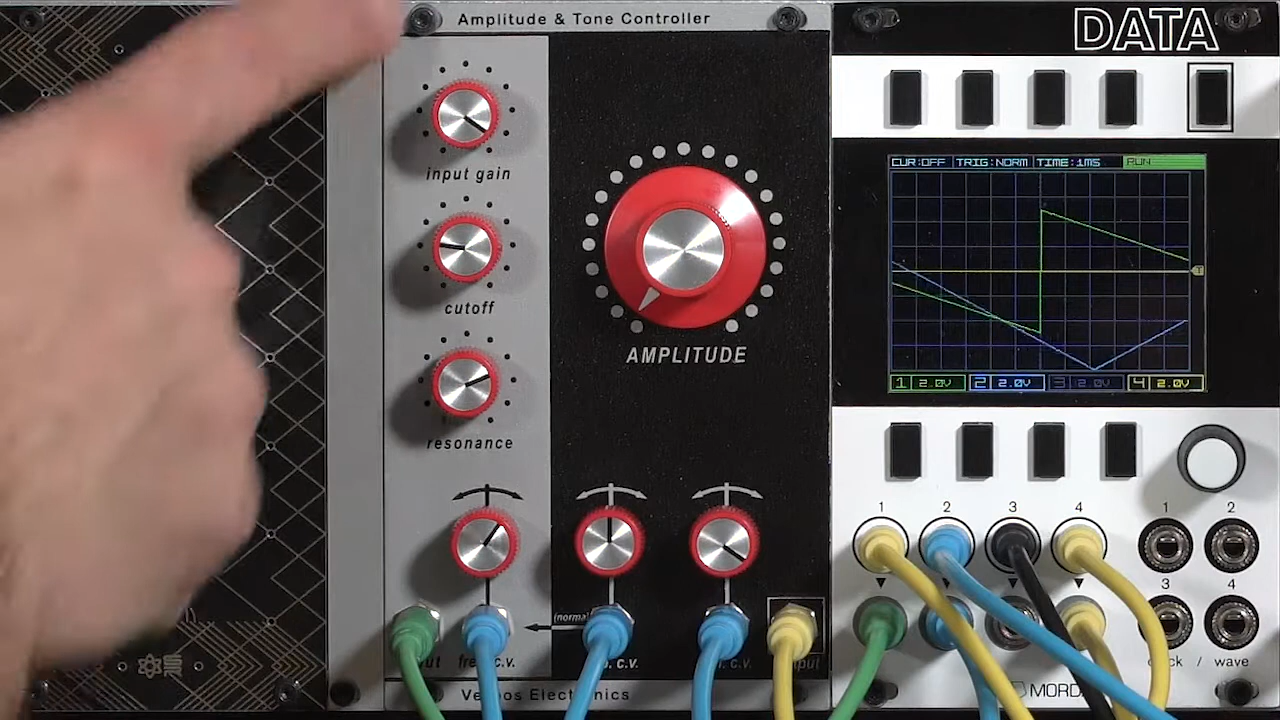 Amplitude & Tone Controller
DATA
input gain
cutoff
resonance
AMPLITUDE
CUR:OFF TRIG:NORM TIME:1MS RUN
1 2.0V 2 2.0V 3 2.0V 4 2.0V
T
1 2 3 4
1 2
3 4
c.v.
c.v.
/ wave
Electronics